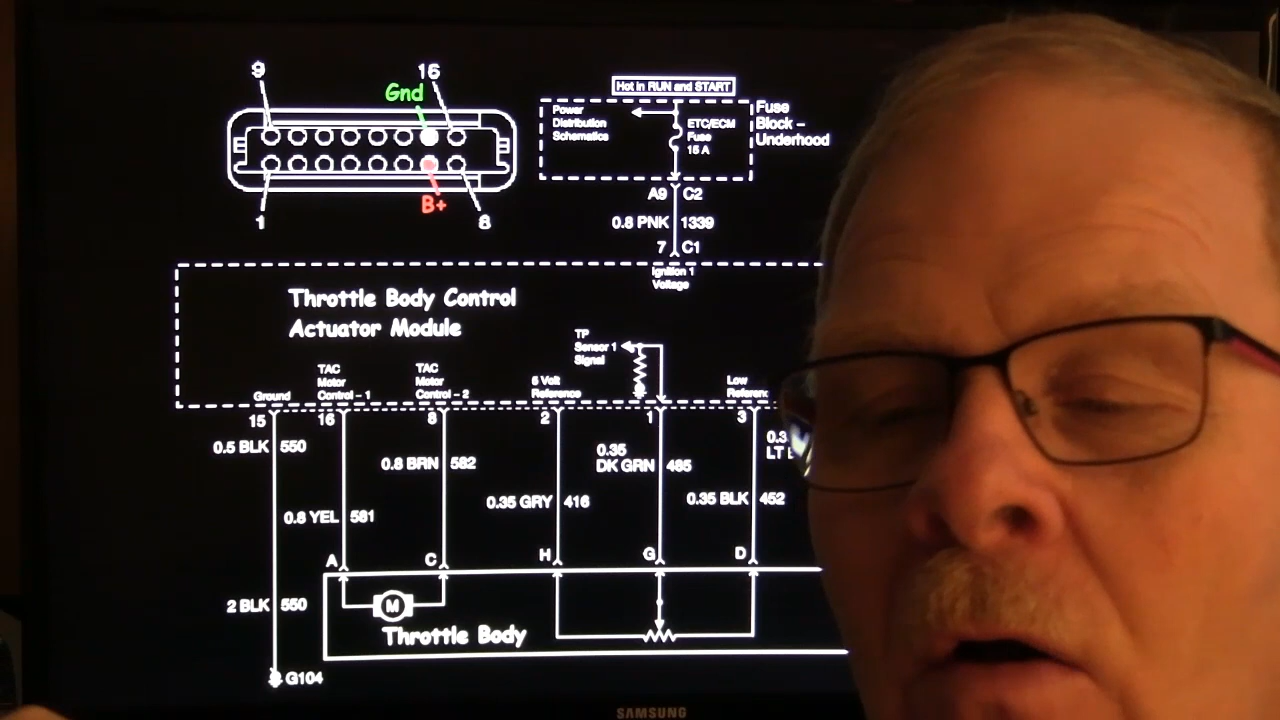 9
16
Gnd
B+
1
8
Hot in RUN and START
Power
Distribution
Schematics
ETC/ECM
Fuse
15 A
Fuse
Block –
Underhood
A9 C2
0.8 PNK 1339
7 C1
Ignition 1
Voltage
Throttle Body Control
Actuator Module
TP
Sensor 1
Signal
Ground
TAC
Motor
Control – 1
TAC
Motor
Control – 2
5 Volt
Reference
Low
15
16
8
2
1
3
0.5 BLK 550
0.8 YEL 581
0.8 BRN 582
0.35 GRY 416
0.35
DK GRN 485
0.35 BLK 452
LT
A
C
H
G
D
2 BLK 550
M
Throttle Body
G104
SAMSUNG